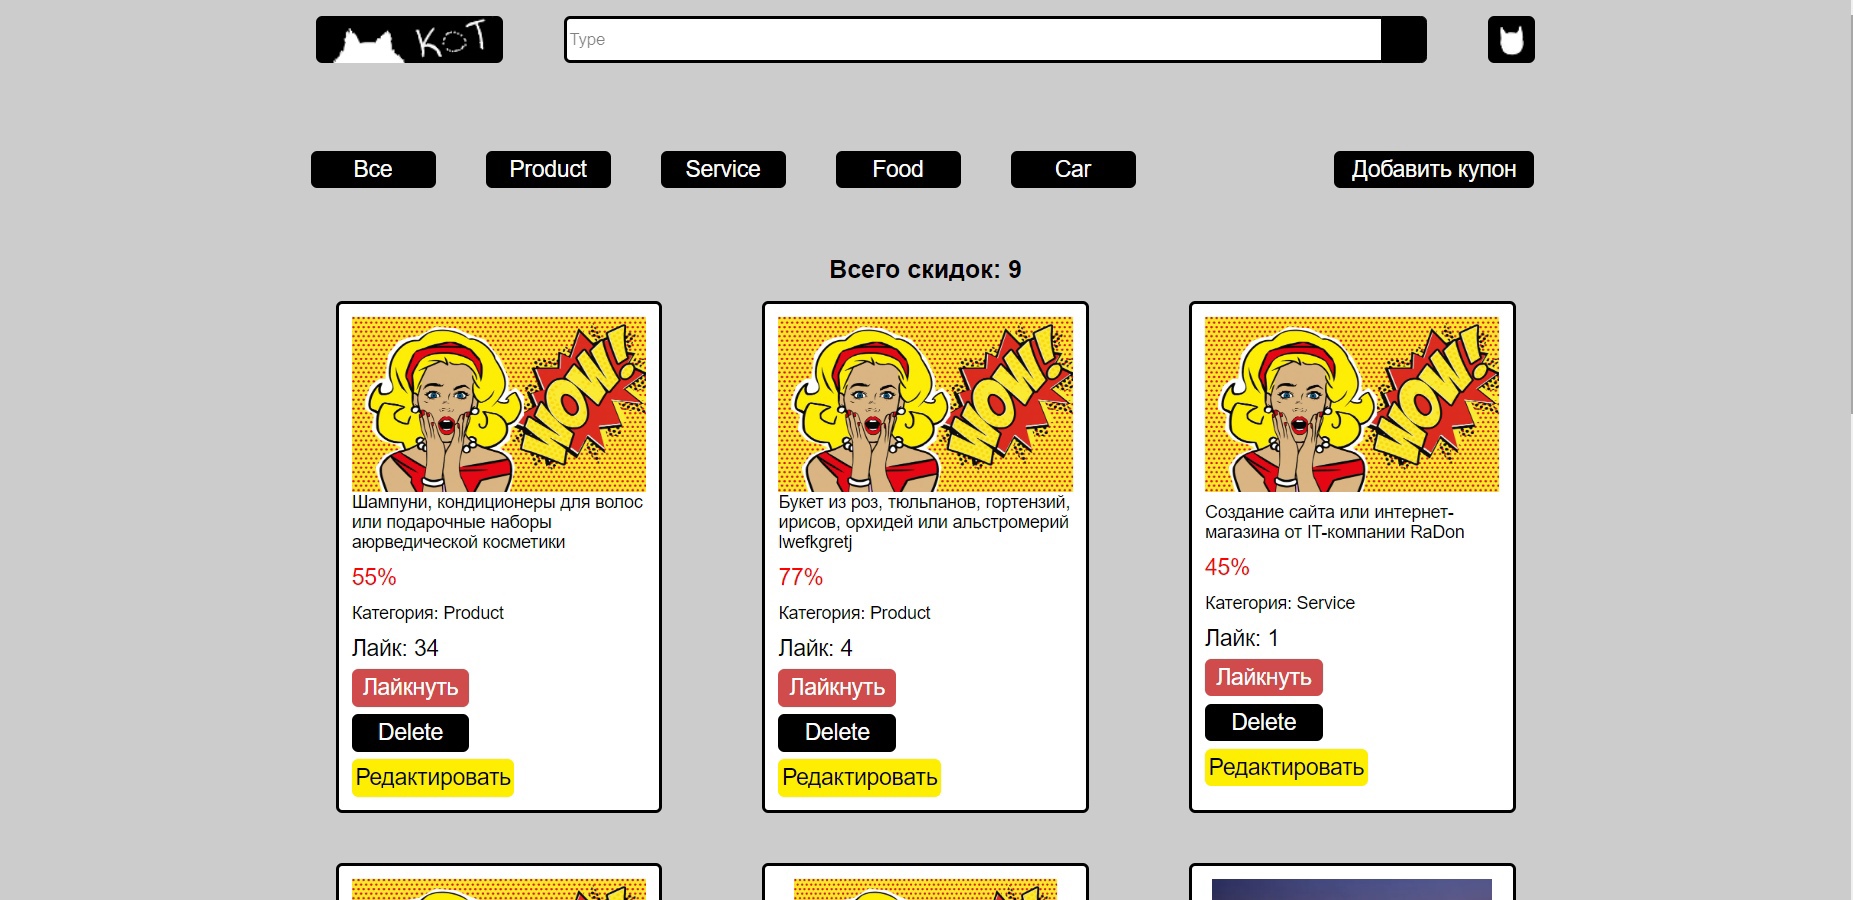 КОТ
Type
Все
Product
Service
Food
Car
Добавить купон
Всего скидок: 9
WOW!
Шампуни, кондиционеры для волос
или подарочные наборы
аюрведической косметики
55%
Категория: Product
Лайк: 34
Лайкнуть
Delete
Редактировать
WOW!
Букет из роз, тюльпанов, гортензий,
ирисов, орхидей или альстромерий
lwefkgretj
77%
Категория: Product
Лайк: 4
Лайкнуть
Delete
Редактировать
WOW!
Создание сайта или интернет-
магазина от IT-компании RaDon
45%
Категория: Service
Лайк: 1
Лайкнуть
Delete
Редактировать